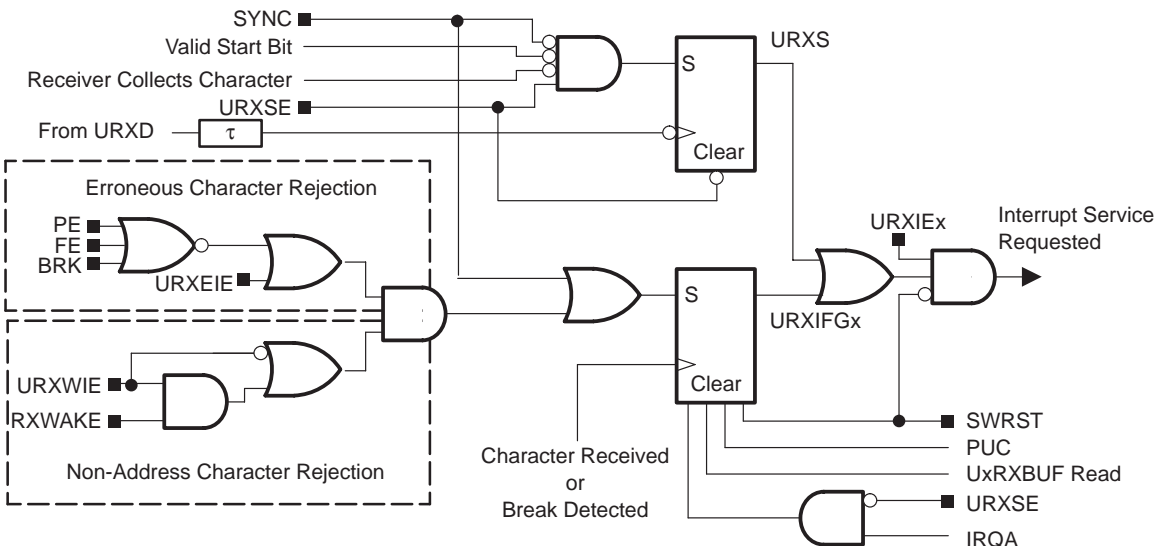 SYNC
Valid Start Bit
Receiver Collects Character
URXSE
From URXD
τ
S
URXS
Clear
Erroneous Character Rejection
PE
FE
BRK
URXEIE
URXWIE
RXWAKE
Non-Address Character Rejection
S
Clear
URXIFGx
URXIEx
Interrupt Service
Requested
Character Received
or
Break Detected
SWRST
PUC
UxRXBUF Read
URXSE
IRQA